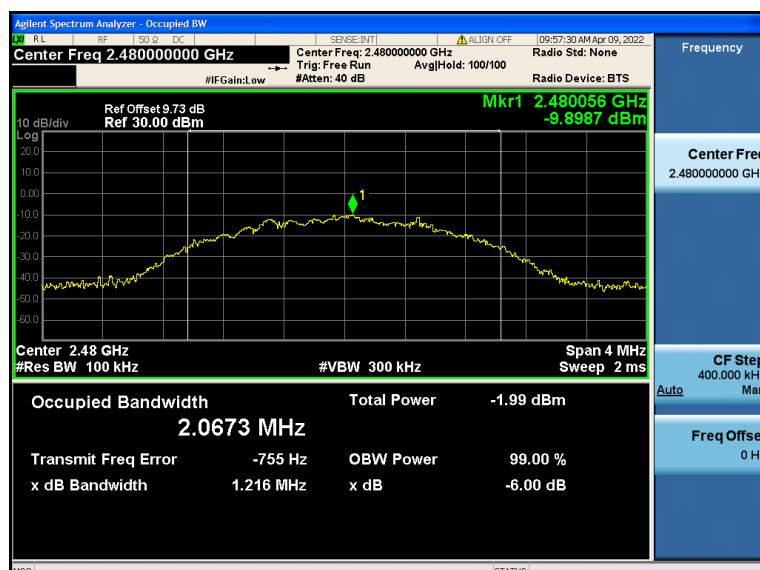 Agilent Spectrum Analyzer - Occupied BW
LXI RL RF 50 Ω DC SENSE:INT ALIGN OFF 09:57:30 AM Apr 09, 2022
Center Freq 2.480000000 GHz
Center Freq: 2.480000000 GHz Radio Std: None
Trig: Free Run Avg|Hold: 100/100
#IFGain:Low #Atten: 40 dB Radio Device: BTS
Ref Offset 9.73 dB
10 dB/div Ref 30.00 dBm
Mkr1 2.480056 GHz
-9.8987 dBm
Log
20.0
10.0
0.00
-10.0
-20.0
-30.0
-40.0
-50.0
-60.0
1
Center 2.48 GHz Span 4 MHz
#Res BW 100 kHz #VBW 300 kHz Sweep 2 ms
Occupied Bandwidth Total Power -1.99 dBm
2.0673 MHz
Transmit Freq Error -755 Hz OBW Power 99.00 %
x dB Bandwidth 1.216 MHz x dB -6.00 dB
Frequency
Center Fre
2.480000000 GH
CF Step
400.000 kH
Auto Ma
Freq Offse
0 H